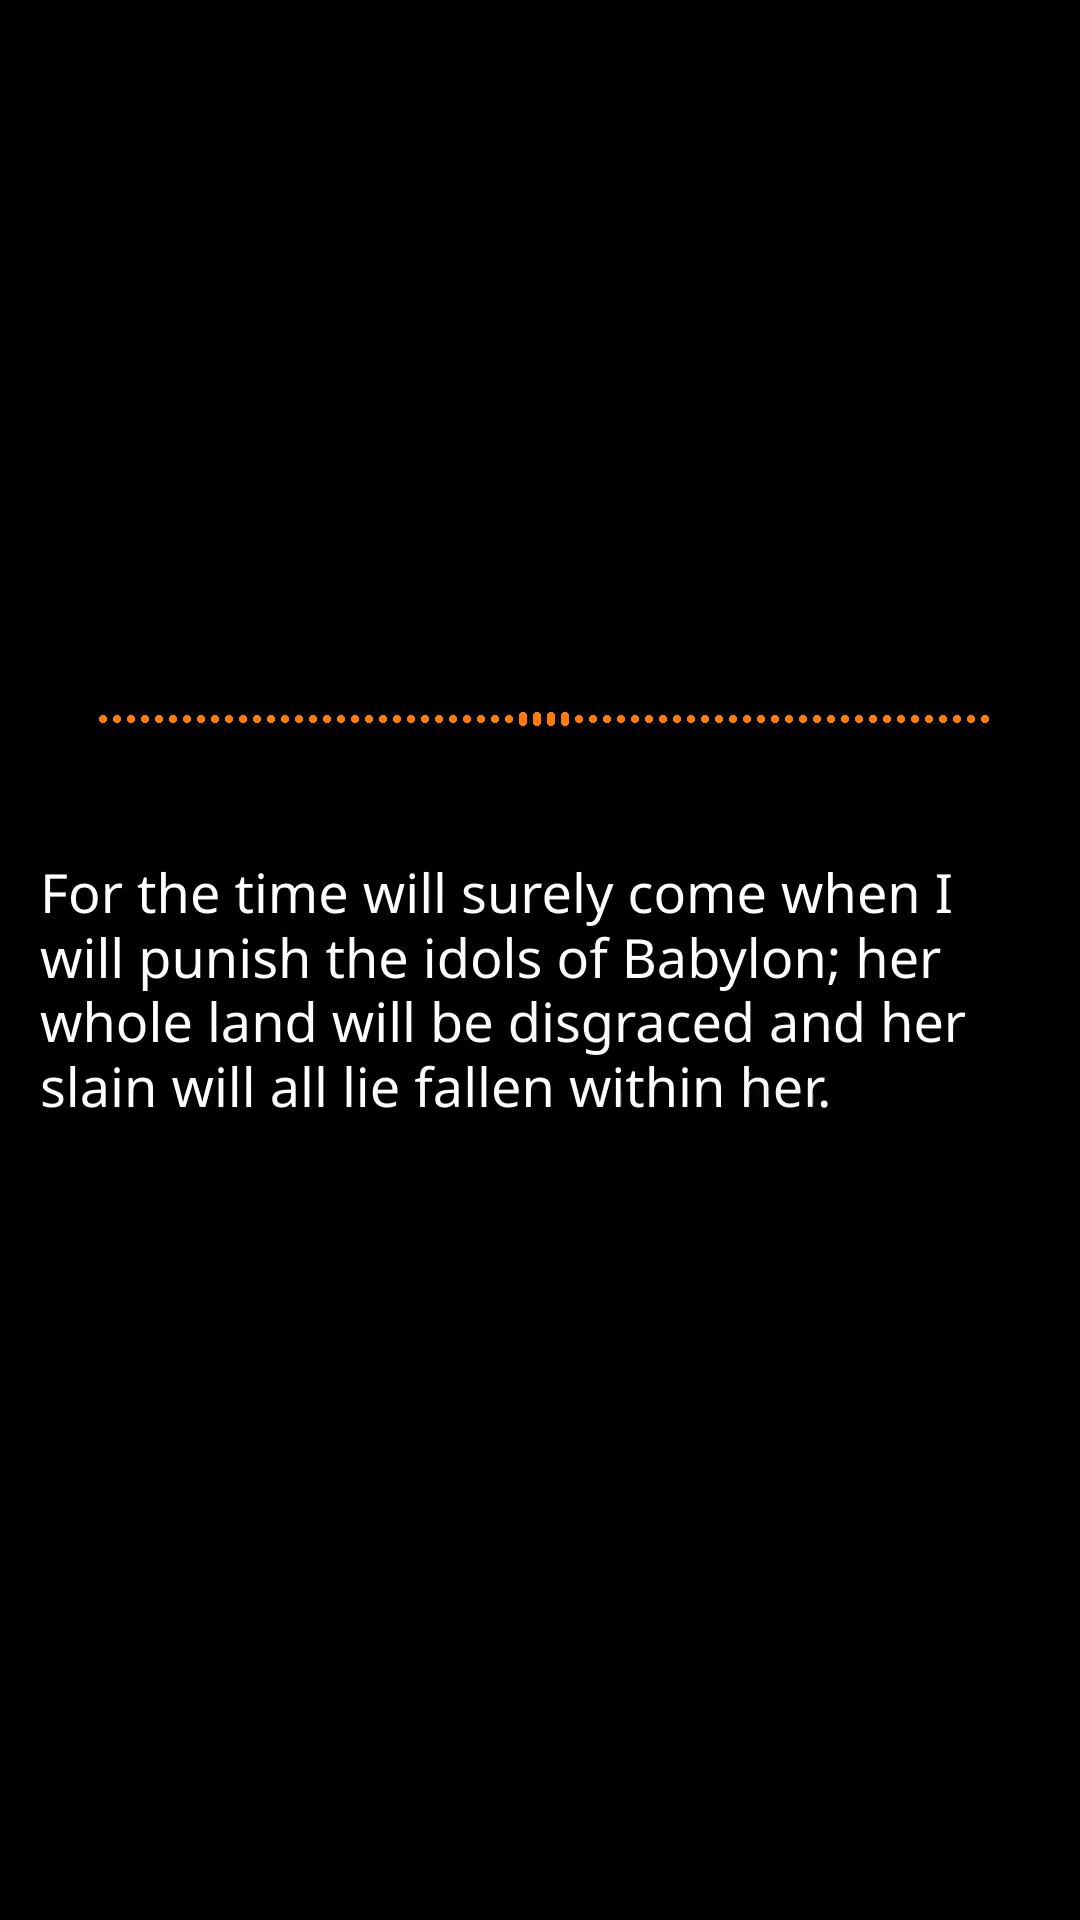 For the time will surely come when I
will punish the idols of Babylon; her
whole land will be disgraced and her
slain will all lie fallen within her.